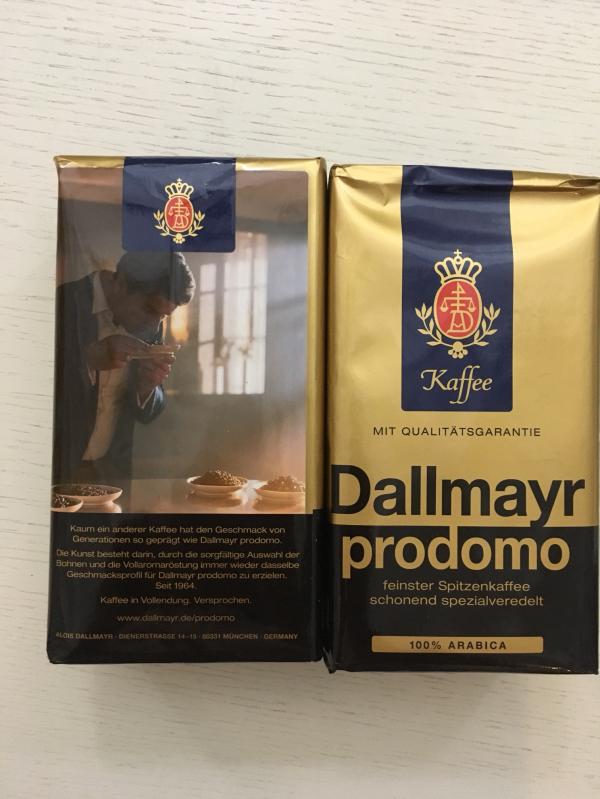 Kaum ein anderer Kaffee hat den Geschmack von
Generationen so geprägt wie Dallmayr prodomo.
Die Kunst besteht darin, durch die sorgfältige Auswahl der
Bohnen und die Vollaromaröstung immer wieder dasselbe
Geschmacksprofil für Dallmayr prodomo zu erzielen.
Seit 1964.
Kaffee in Vollendung. Versprochen.
www.dallmayr.de/prodomo
ALOIS DALLMAYR · DIENERSTRASSE 14–15 · 80331 MÜNCHEN · GERMANY
Kaffee
MIT QUALITÄTSGARANTIE
Dallmayr
prodomo
feinster Spitzenkaffee
schonend spezialveredelt
100% ARABICA